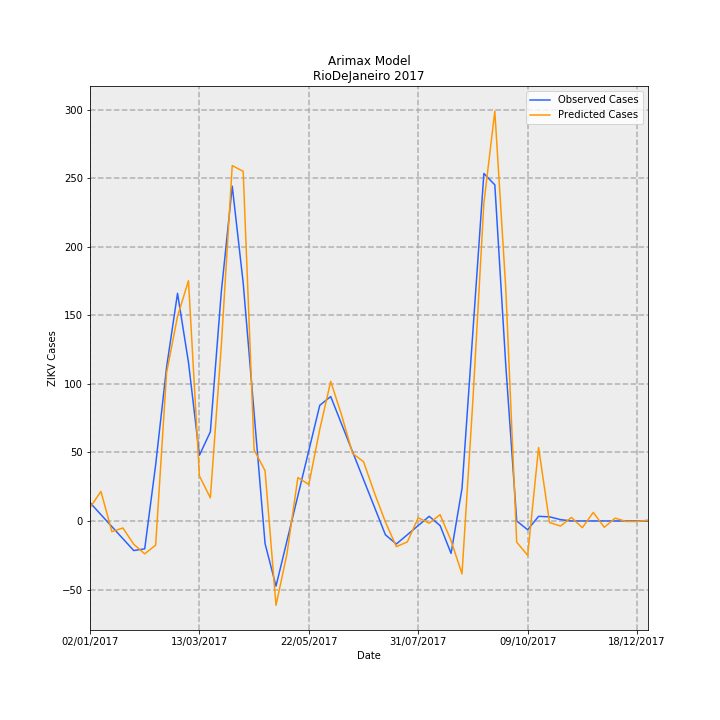 Arimax Model
RioDeJaneiro 2017
Observed Cases
Predicted Cases
ZIKV Cases
300
250
200
150
100
50
0
−50
02/01/2017
13/03/2017
22/05/2017
31/07/2017
09/10/2017
18/12/2017
Date